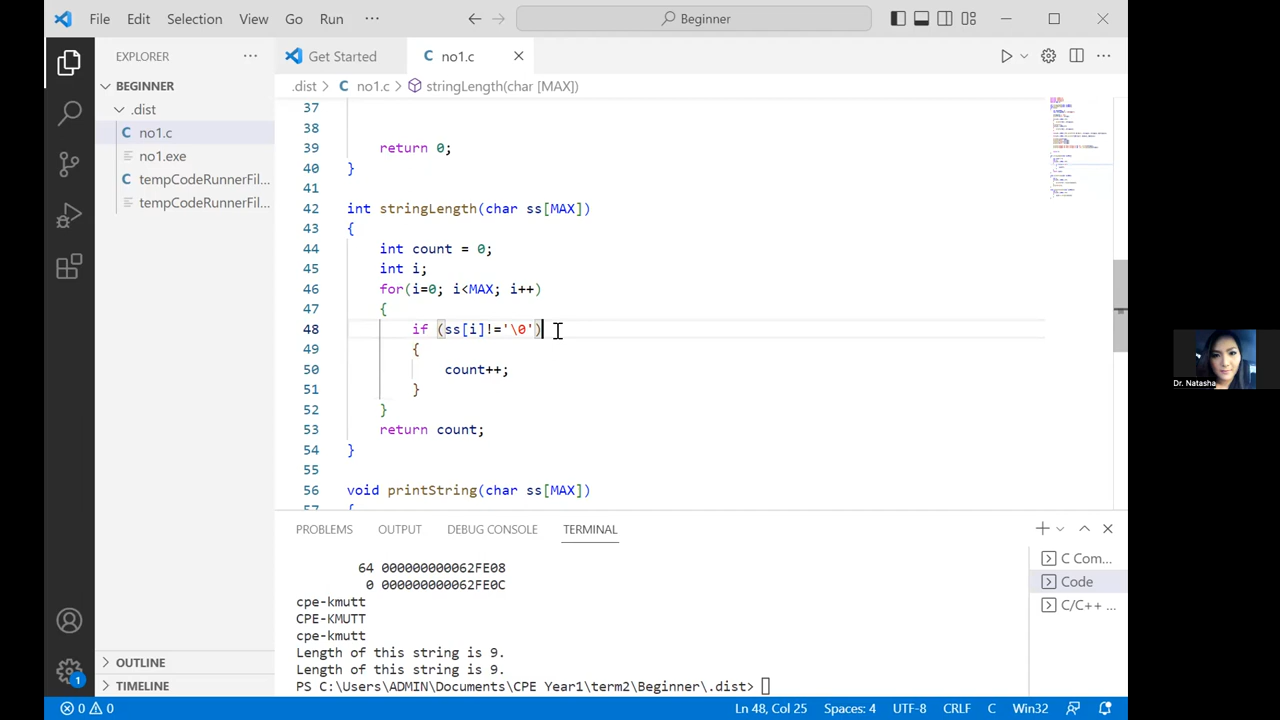 File Edit Selection View Go Run ··· Beginner
EXPLORER ···
Get Started
no1.c
BEGINNER
.dist > no1.c > stringLength(char [MAX])
.dist
no1.c
no1.exe
tempCodeRunnerFil...
tempCodeRunnerFil...
37
38
39 return 0;
40 }
41
42 int stringLength(char ss[MAX])
43 {
44 int count = 0;
45 int i;
46 for(i=0; i<MAX; i++)
47 {
48 if (ss[i]!='\0')
49 {
50 count++;
51 }
52 }
53 return count;
54 }
55
56 void printString(char ss[MAX])
57 {
PROBLEMS OUTPUT DEBUG CONSOLE TERMINAL
64 000000000062FE08
0 000000000062FE0C
cpe-kmutt
CPE-KMUTT
cpe-kmutt
Length of this string is 9.
Length of this string is 9.
PS C:\Users\ADMIN\Documents\CPE Year1\term2\Beginner\.dist>
C Com...
Code
C/C++ ...
OUTLINE
TIMELINE
1
0 0 Ln 48, Col 25 Spaces: 4 UTF-8 CRLF C Win32
Dr. Natasha